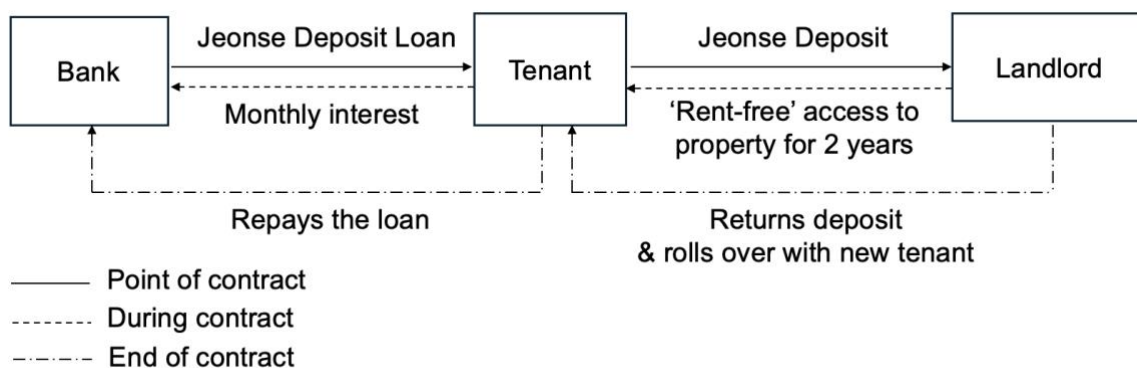 Jeonse Deposit Loan
Jeonse Deposit
Bank
Tenant
Landlord
Monthly interest
‘Rent-free’ access to
property for 2 years
Repays the loan
Returns deposit
& rolls over with new tenant
Point of contract
During contract
End of contract